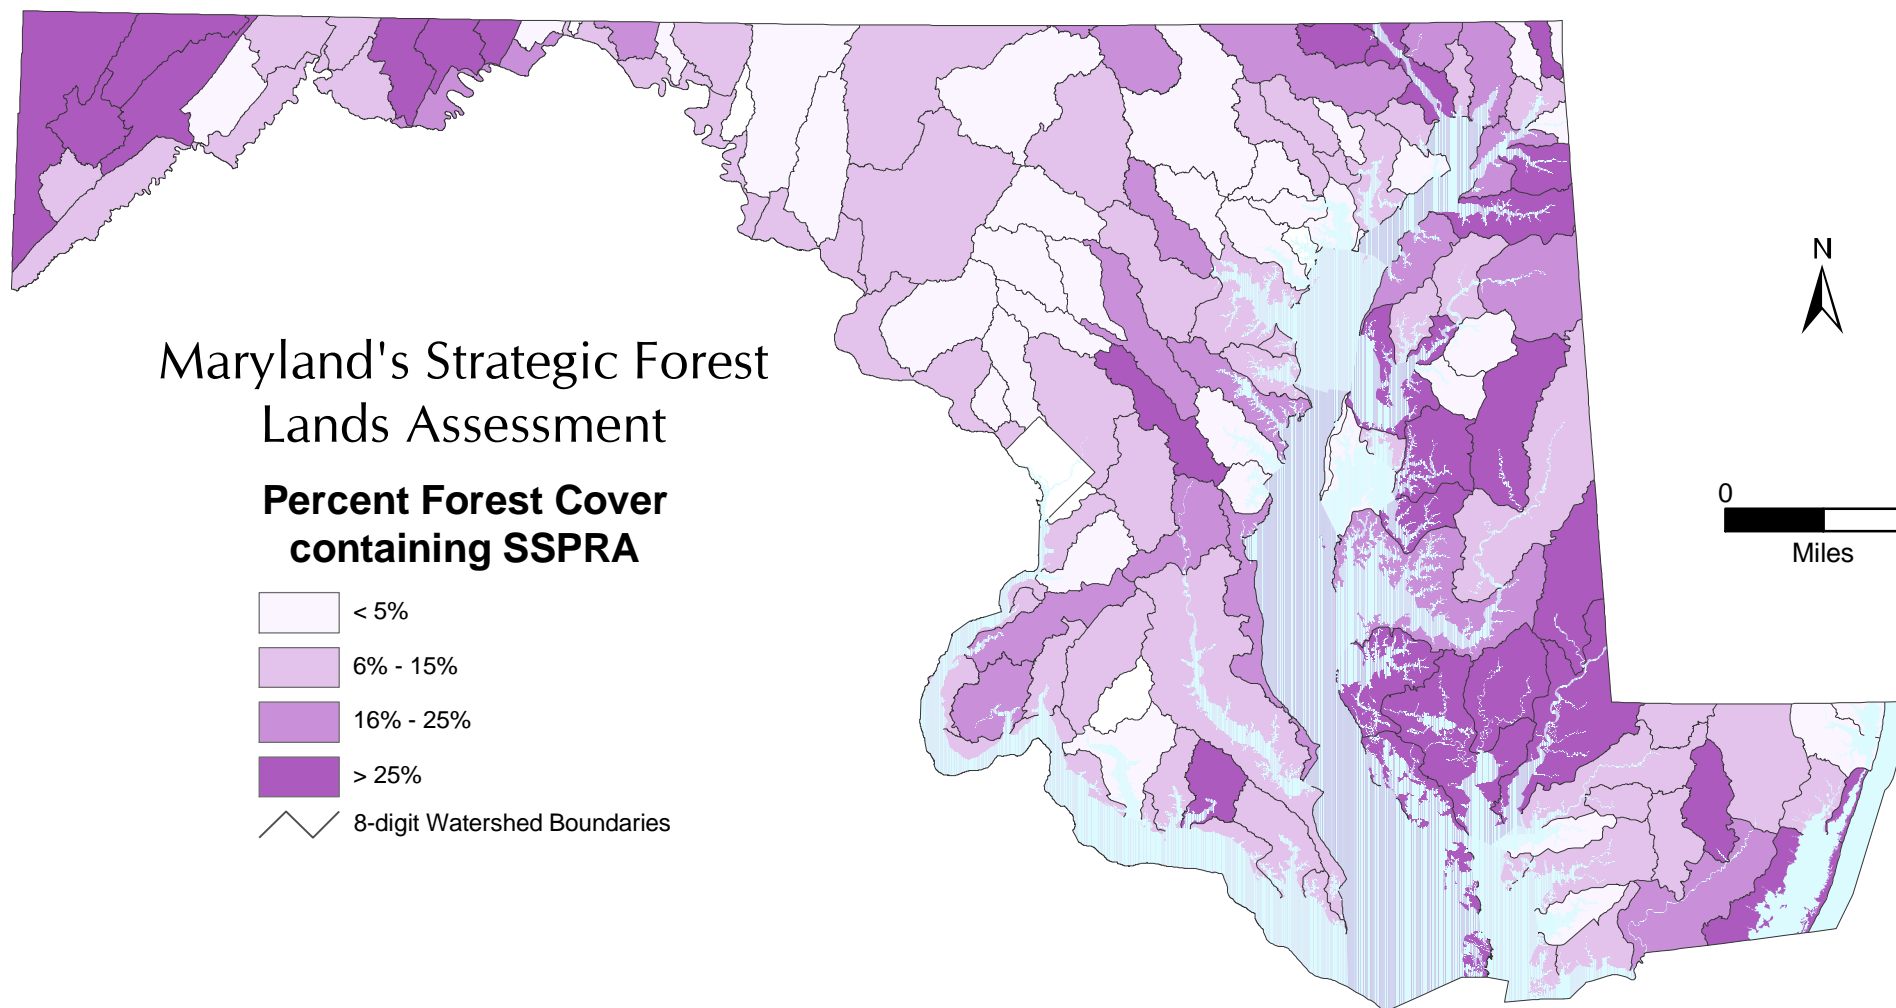 Maryland's Strategic Forest
Lands Assessment
Percent Forest Cover
containing SSPRA
< 5%
6% - 15%
16% - 25%
> 25%
8-digit Watershed Boundaries
N
0
Miles